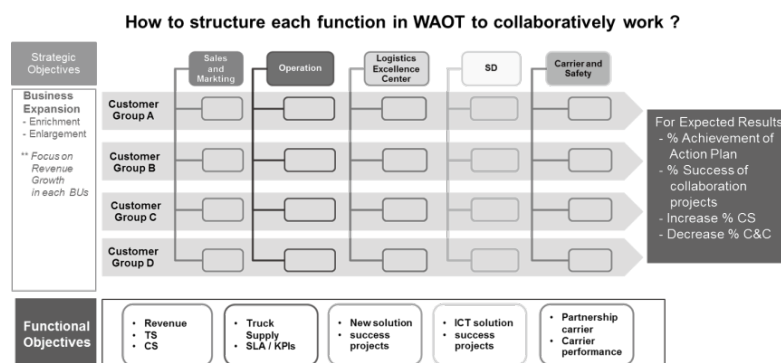 How to structure each function in WAOT to collaboratively work ?
Strategic
Objectives
Sales
and
Markting
Operation
Logistics
Excellence
Center
SD
Carrier and
Safety
Business
Expansion
- Enrichment
- Enlargement
** Focus on
Revenue
Growth
in each BUs
Customer
Group A
Customer
Group B
Customer
Group C
Customer
Group D
For Expected Results
- % Achievement of
Action Plan
- % Success of
collaboration
projects
- Increase % CS
- Decrease % C&C
Functional
Objectives
• Revenue
• TS
• CS
• Truck
Supply
• SLA / KPIs
• New solution
• success
projects
• ICT solution
• success
projects
• Partnership
carrier
• Carrier
performance